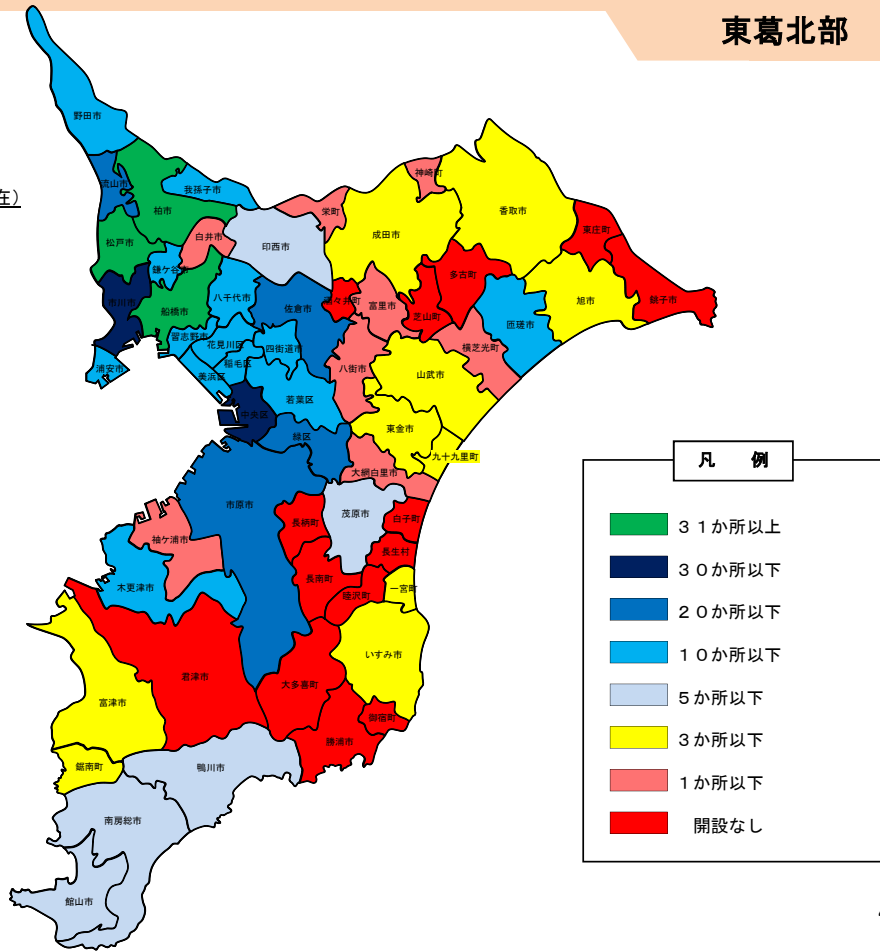 東葛北部
在）
野田市
流山市
柏市
我孫子市
松戸市
白井市
鎌ケ谷市
市川市
船橋市
浦安市
習志野市
八千代市
花見川区
稲毛区
美浜区
四街道市
佐倉市
若葉区
中央区
緑区
印西市
栄町
成田市
神崎町
香取市
東庄町
銚子市
多古町
旭市
芝山町
富里市
匝瑳市
横芝光町
八街市
山武市
東金市
九十九里町
大網白里市
市原市
茂原市
長柄町
白子町
長生村
長南町
睦沢町
一宮町
袖ケ浦市
木更津市
いすみ市
君津市
大多喜町
富津市
御宿町
勝浦市
鋸南町
鴨川市
南房総市
館山市
凡　例
３１か所以上
３０か所以下
２０か所以下
１０か所以下
５か所以下
３か所以下
１か所以下
開設なし